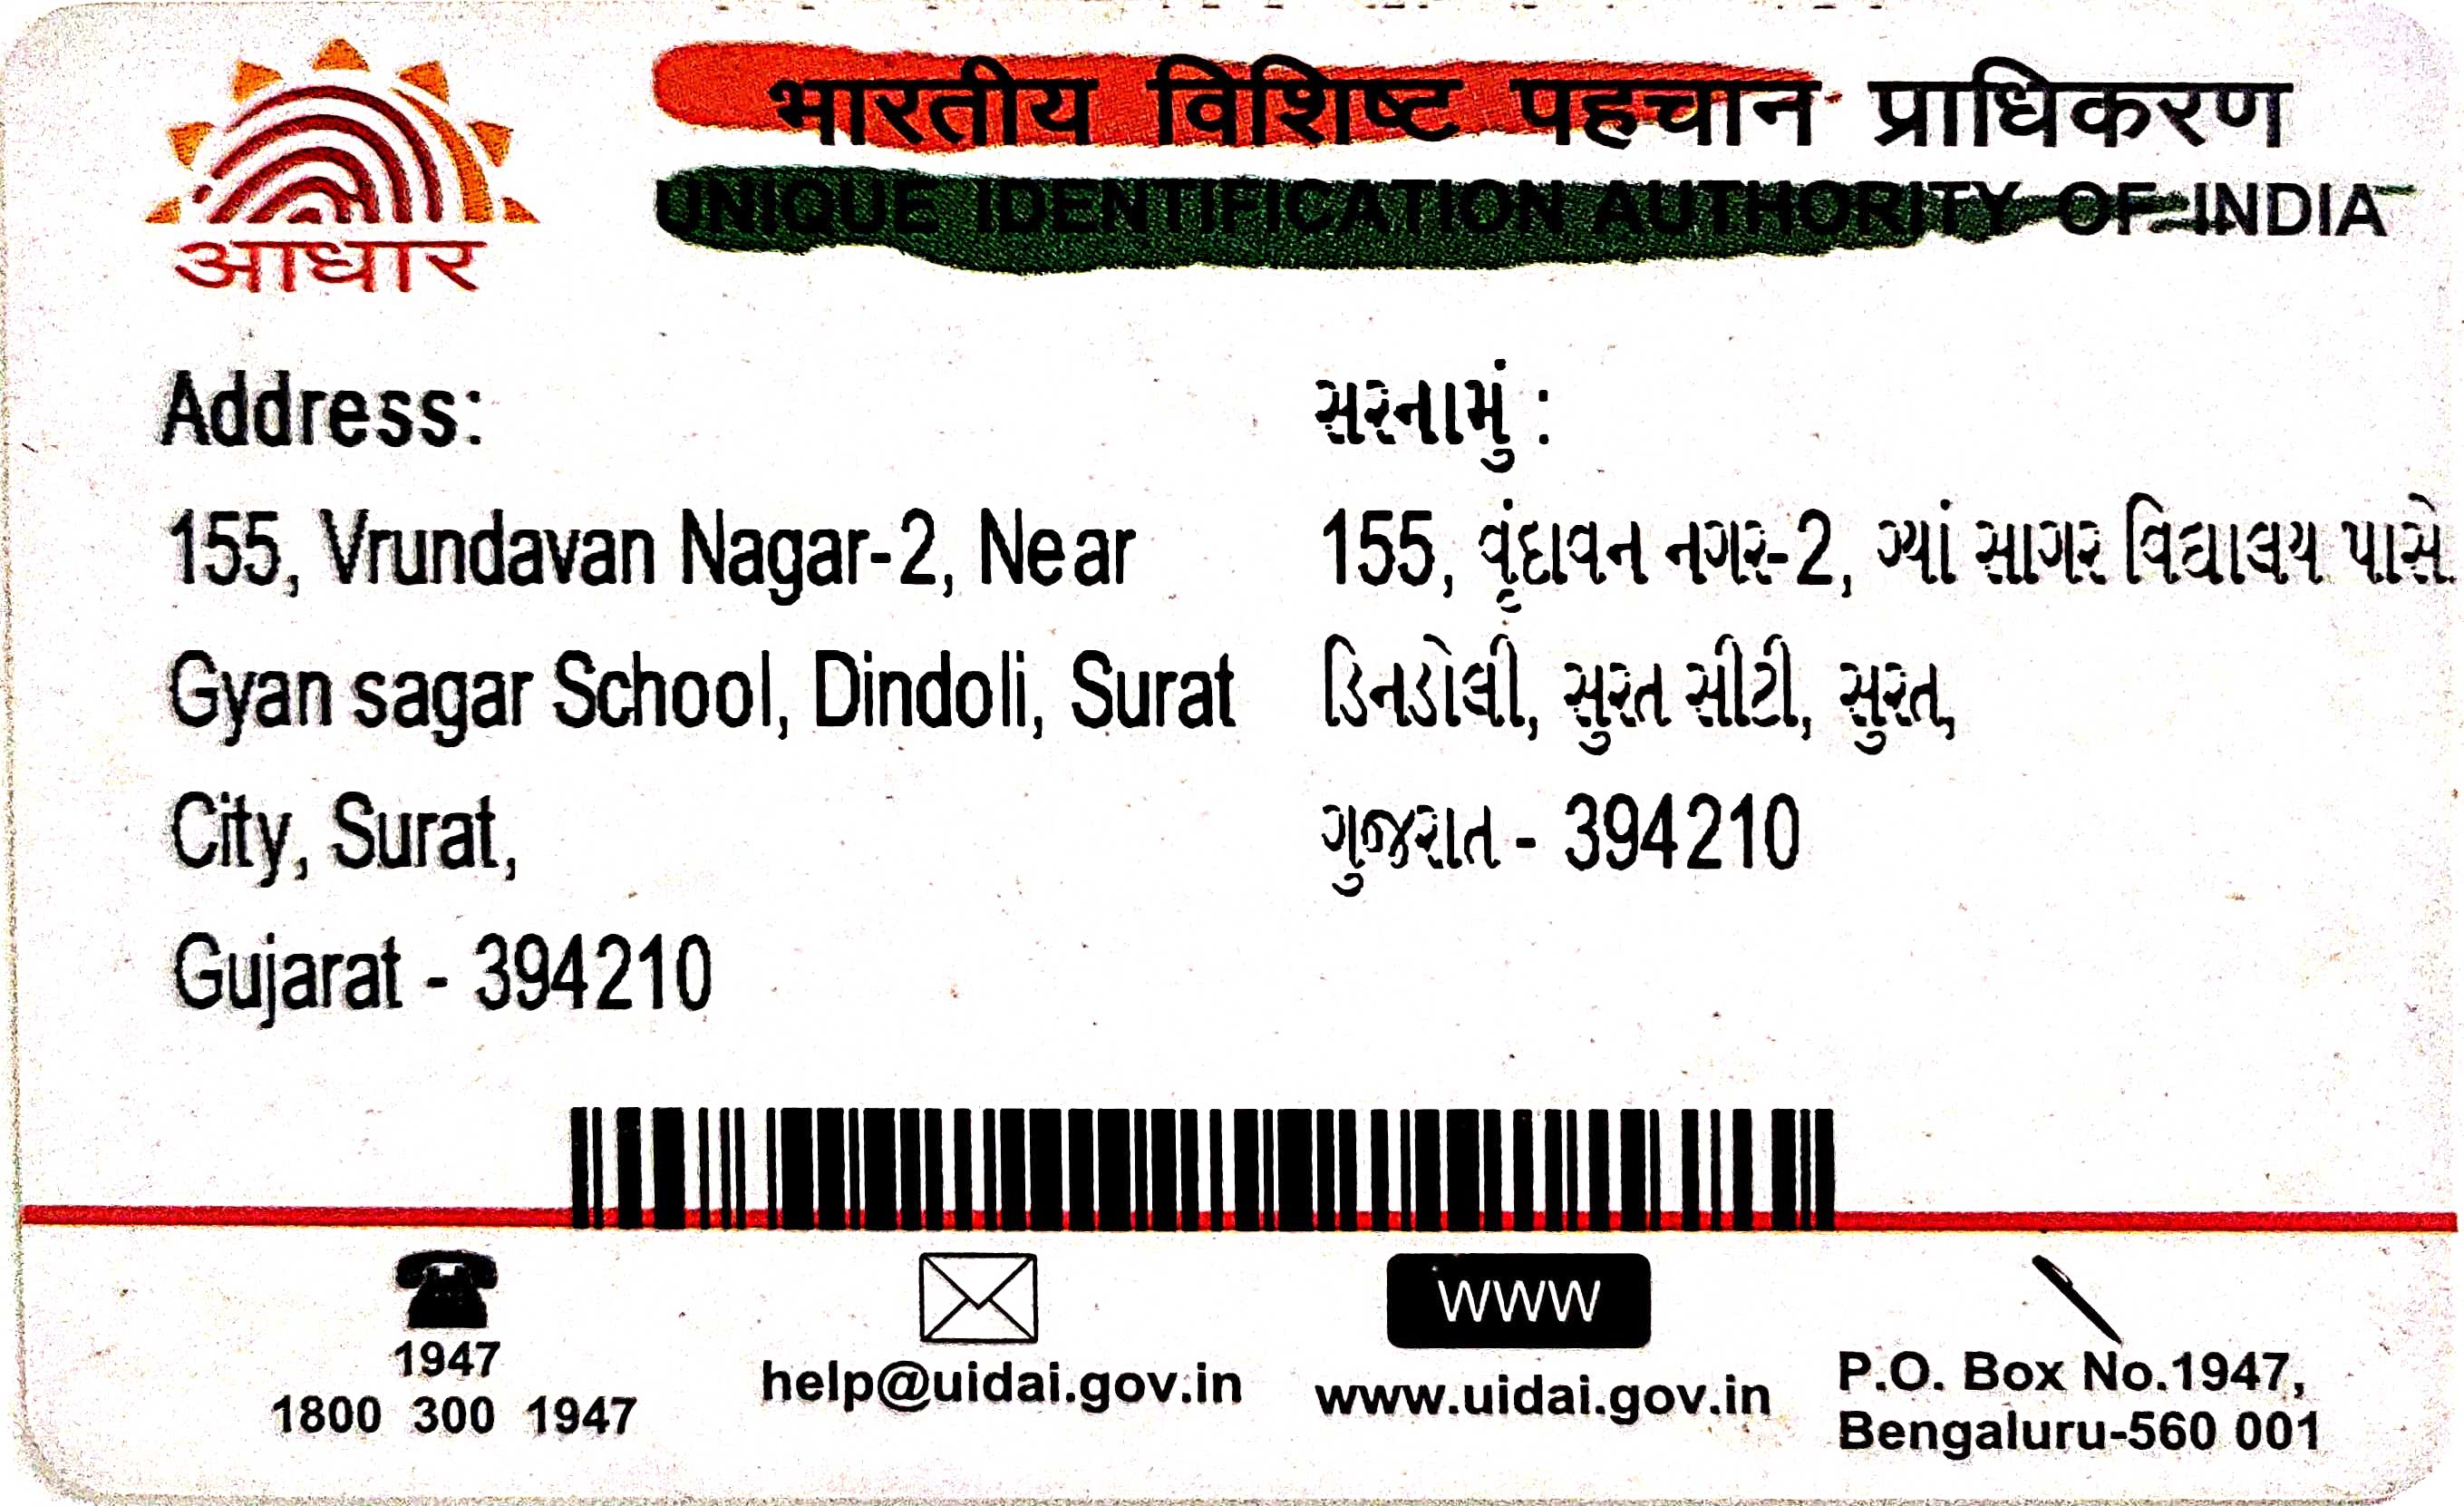 आधार
भारतीय विशिष्ट पहचान प्राधिकरण
UNIQUE IDENTIFICATION AUTHORITY OF INDIA
Address:
155, Vrundavan Nagar-2, Near
Gyan sagar School, Dindoli, Surat
City, Surat,
Gujarat - 394210
સરનામું :
155, વૃંદાવન નગર-2, ગ્યાં સાગર વિદ્યાલય પાસે.
ડિનડોલી, સુરત સીટી, સુરત,
ગુજરાત - 394210
1947
1800 300 1947
help@uidai.gov.in
WWW
www.uidai.gov.in
P.O. Box No.1947,
Bengaluru-560 001